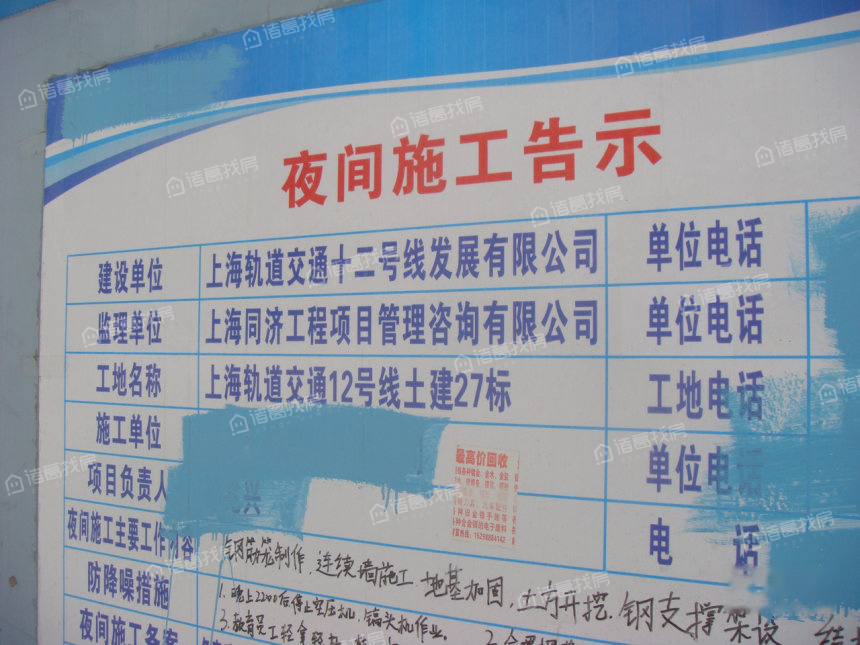 夜间施工告示
建设单位 上海轨道交通十二号线发展有限公司 单位电话
监理单位 上海同济工程项目管理咨询有限公司 单位电话
工地名称 上海轨道交通12号线土建27标 工地电话
施工单位 单位电话
项目负责人 兴 电 话
最高价回收
夜间施工主要工作内容 钢筋笼制作，连续墙施工，地基加固，土方开挖，钢支撑架设
防降噪措施 1.晚上2200后停止空压机、镐头机作业.
夜间施工备案
诸葛找房